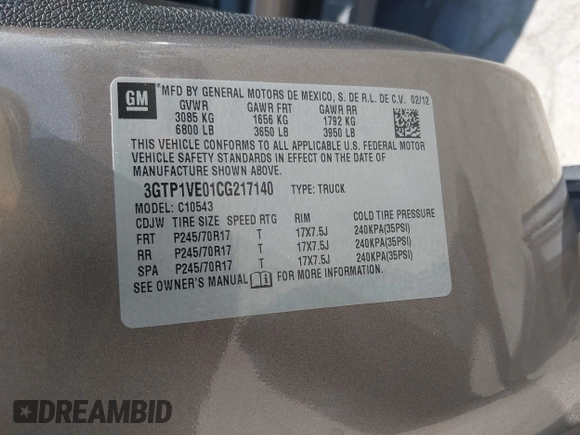 GM MFD BY GENERAL MOTORS DE MEXICO, S. DE R.L. DE C.V. 02/12
GVWR GAWR FRT GAWR RR
3085 KG 1656 KG 1792 KG
6800 LB 3650 LB 3950 LB
THIS VEHICLE CONFORMS TO ALL APPLICABLE U.S. FEDERAL MOTOR
VEHICLE SAFETY STANDARDS IN EFFECT ON THE DATE OF
MANUFACTURE SHOWN ABOVE.
3GTP1VE01CG217140 TYPE: TRUCK
MODEL: C10543
CDJW TIRE SIZE SPEED RTG RIM COLD TIRE PRESSURE
FRT P245/70R17 T 17X7.5J 240KPA(35PSI)
RR P245/70R17 T 17X7.5J 240KPA(35PSI)
SPA P245/70R17 T 17X7.5J 240KPA(35PSI)
SEE OWNER'S MANUAL FOR MORE INFORMATION.
DREAMBID